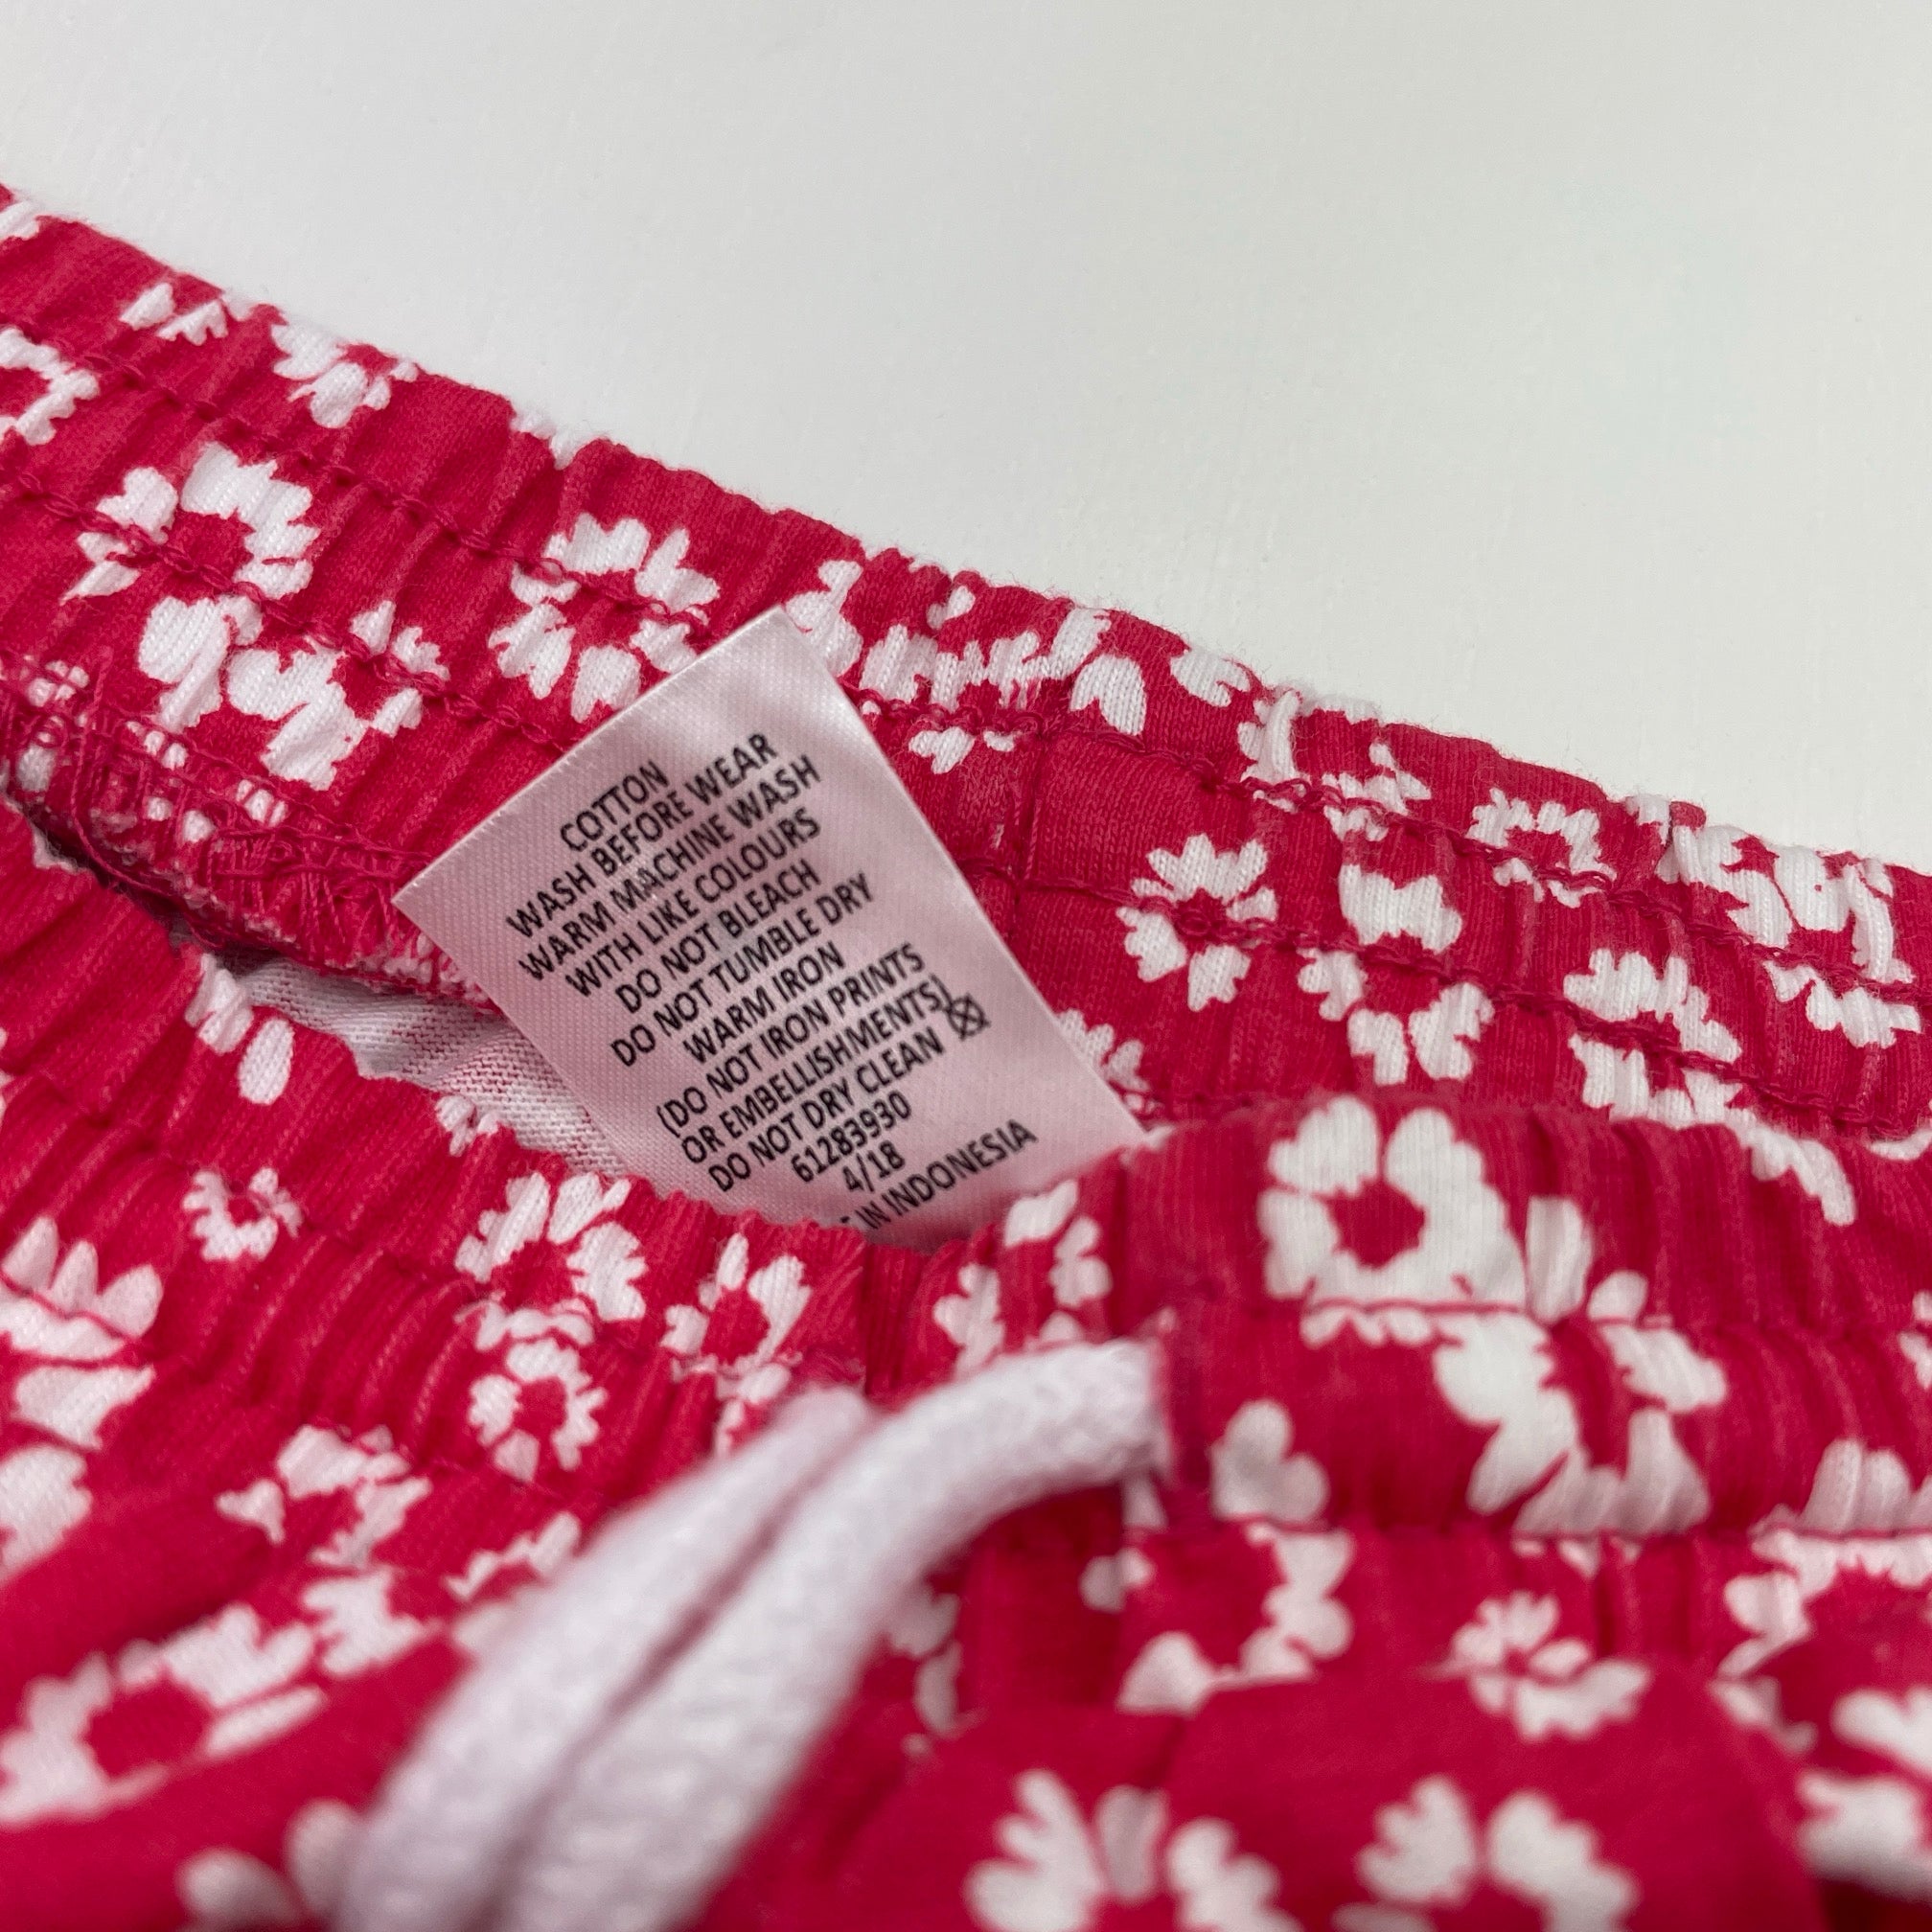 COTTON
WASH BEFORE WEAR
WARM MACHINE WASH
WITH LIKE COLOURS
DO NOT BLEACH
DO NOT TUMBLE DRY
WARM IRON
(DO NOT IRON PRINTS
OR EMBELLISHMENTS)
DO NOT DRY CLEAN
61283930
4/18
IN INDONESIA